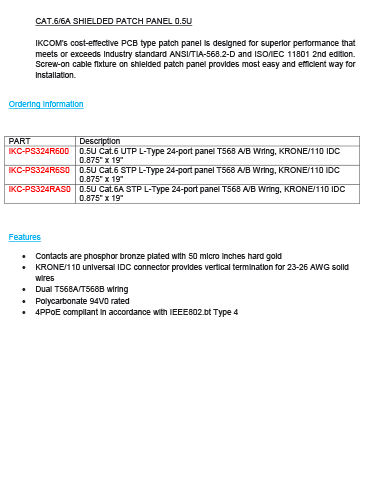 CAT.6/6A SHIELDED PATCH PANEL 0.5U
IKCOM's cost-effective PCB type patch panel is designed for superior performance that
meets or exceeds industry standard ANSI/TIA-568.2-D and ISO/IEC 11801 2nd edition.
Screw-on cable fixture on shielded patch panel provides most easy and efficient way for
installation.
Ordering Information
PART Description
IKC-PS324R600 0.5U Cat.6 UTP L-Type 24-port panel T568 A/B Wring, KRONE/110 IDC
0.875" x 19"
IKC-PS324R6S0 0.5U Cat.6 STP L-Type 24-port panel T568 A/B Wring, KRONE/110 IDC
0.875" x 19"
IKC-PS324RAS0 0.5U Cat.6A STP L-Type 24-port panel T568 A/B Wring, KRONE/110 IDC
0.875" x 19"
Features
• Contacts are phosphor bronze plated with 50 micro inches hard gold
• KRONE/110 universal IDC connector provides vertical termination for 23-26 AWG solid
wires
• Dual T568A/T568B wiring
• Polycarbonate 94V0 rated
• 4PPoE compliant in accordance with IEEE802.bt Type 4